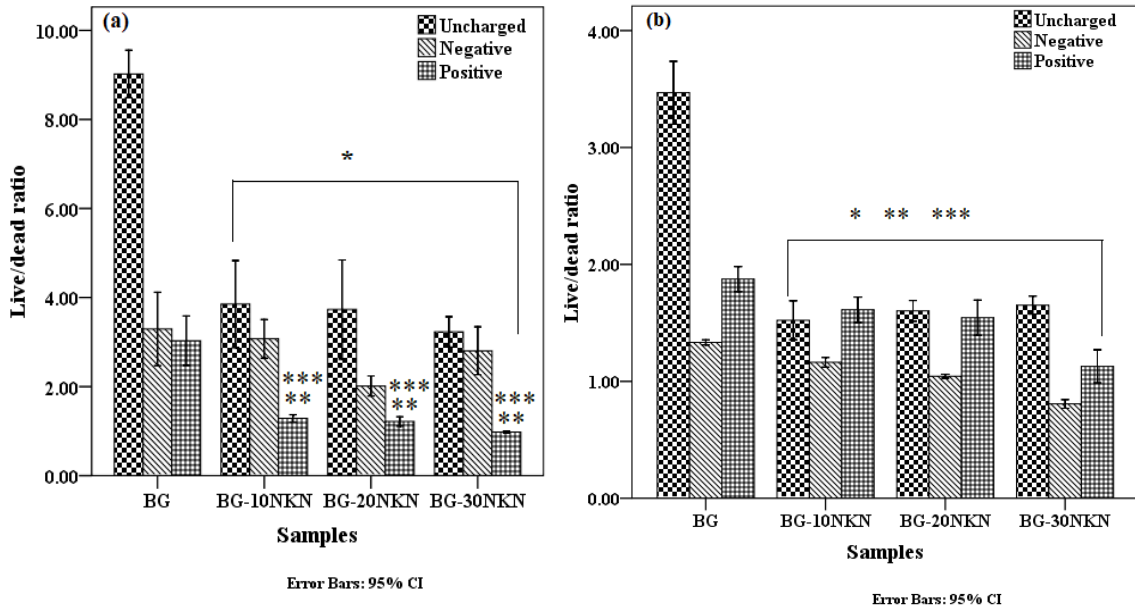 (a)
Uncharged
Negative
Positive
10.00
8.00
6.00
4.00
2.00
0.00
Live/dead ratio
*
***
**
***
**
***
**
BG
BG-10NKN
BG-20NKN
BG-30NKN
Samples
Error Bars: 95% CI
(b)
Uncharged
Negative
Positive
4.00
3.00
2.00
1.00
0.00
Live/dead ratio
* ** ***
BG
BG-10NKN
BG-20NKN
BG-30NKN
Samples
Error Bars: 95% CI